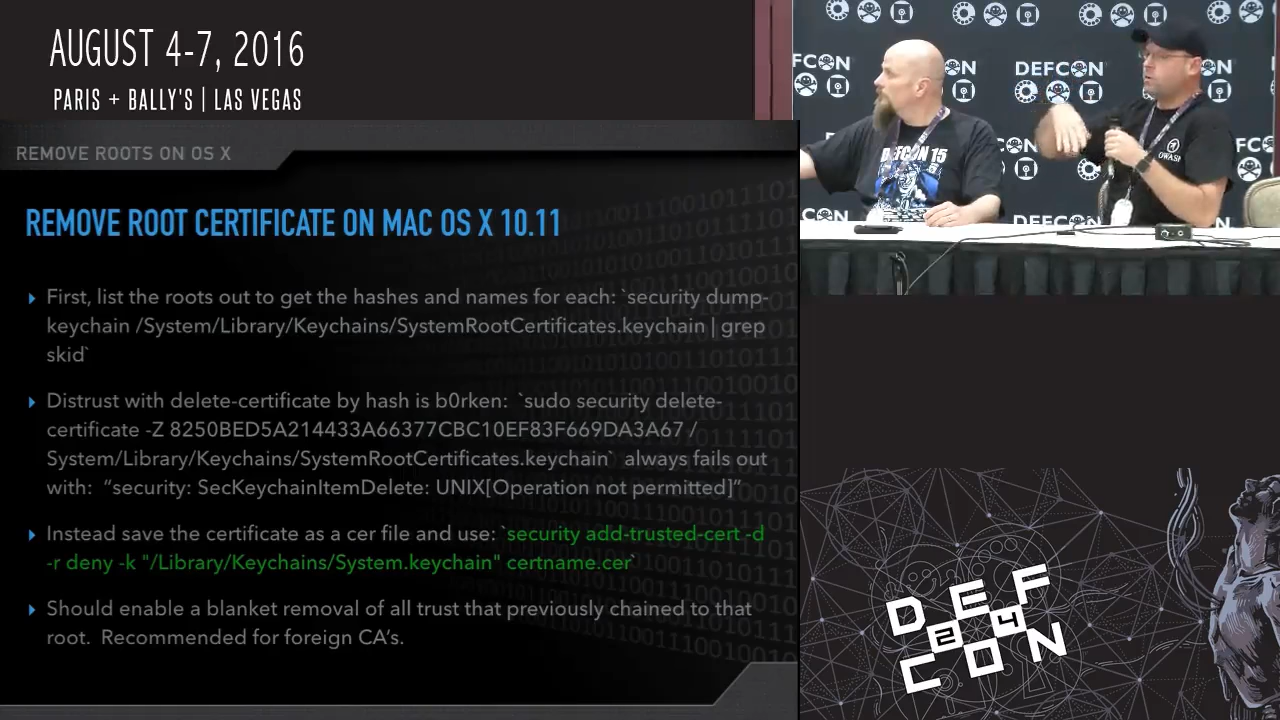 AUGUST 4-7, 2016
PARIS + BALLY'S | LAS VEGAS
REMOVE ROOTS ON OS X
REMOVE ROOT CERTIFICATE ON MAC OS X 10.11
First, list the roots out to get the hashes and names for each: `security dump-
keychain /System/Library/Keychains/SystemRootCertificates.keychain | grep
skid`
Distrust with delete-certificate by hash is b0rken: `sudo security delete-
certificate -Z 8250BED5A214433A66377CBC10EF83F669DA3A67 /
System/Library/Keychains/SystemRootCertificates.keychain` always fails out
with: “security: SecKeychainItemDelete: UNIX[Operation not permitted]”
Instead save the certificate as a cer file and use: `security add-trusted-cert -d
-r deny -k "/Library/Keychains/System.keychain" certname.cer`
Should enable a blanket removal of all trust that previously chained to that
root. Recommended for foreign CA’s.
DEFCON
DEFCON
DEFCON 15
OWASP
DEF
24
CON